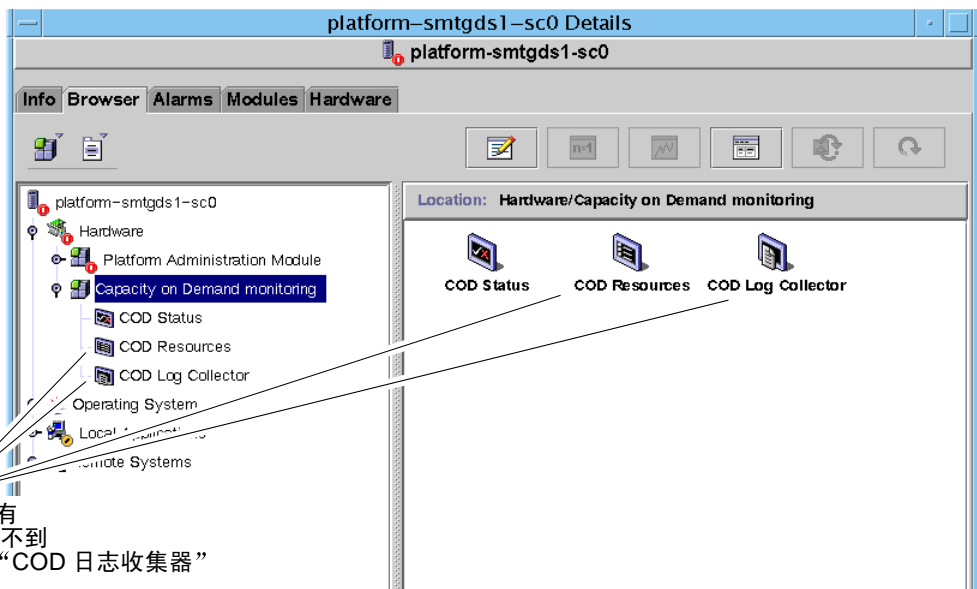 platform–smtgds1–sc0 Details
platform-smtgds1-sc0
Info Browser Alarms Modules Hardware
n=1
platform–smtgds1–sc0
Hardware
Platform Administration Module
Capacity on Demand monitoring
COD Status
COD Resources
COD Log Collector
Operating System
Local
Systems
Location: Hardware/Capacity on Demand monitoring
COD Status COD Resources COD Log Collector
有
不到
“COD 日志收集器”